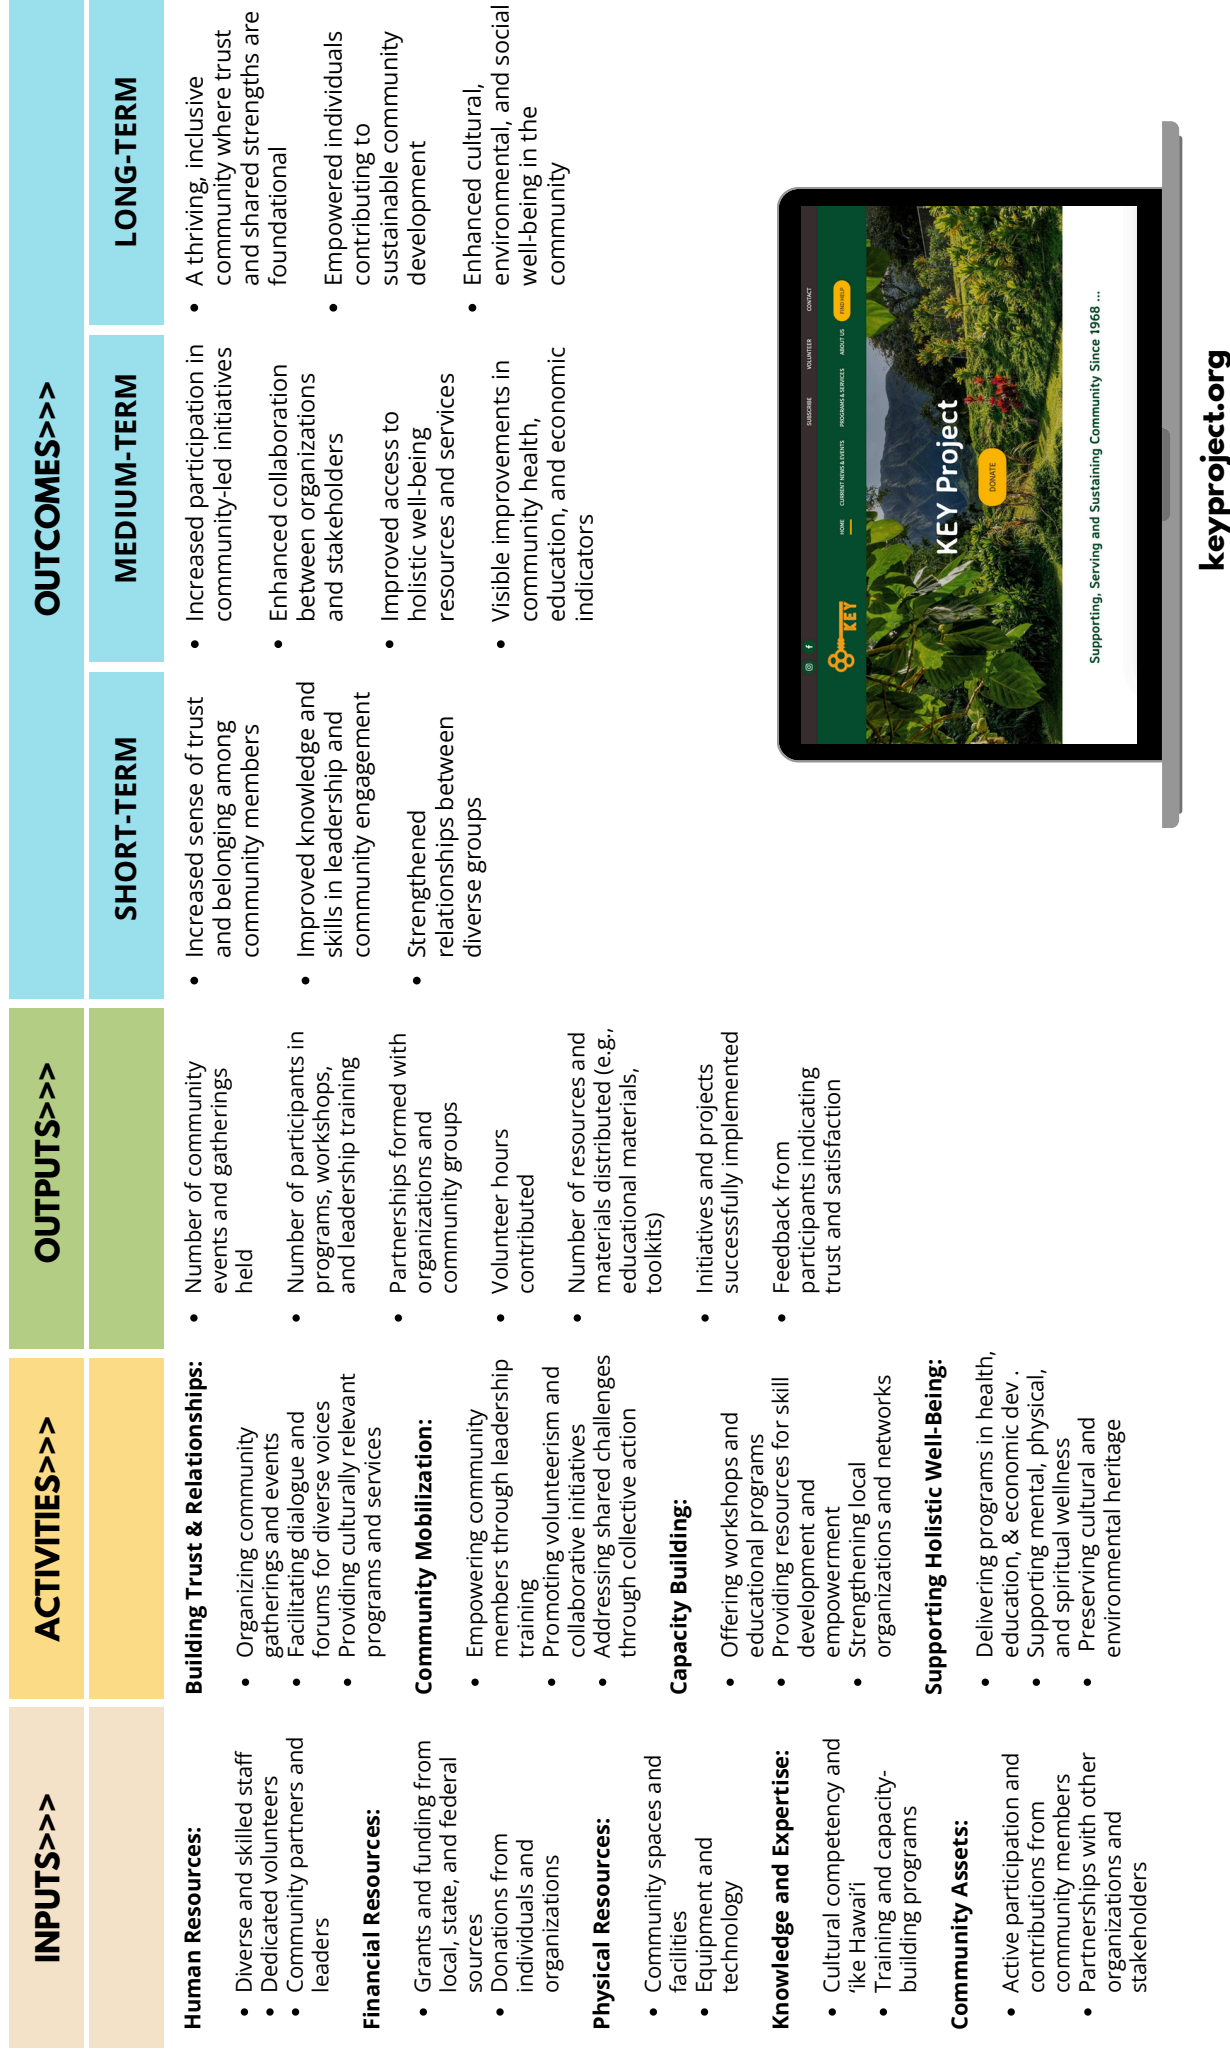 INPUTS>>>
Human Resources:
• Diverse and skilled staff
• Dedicated volunteers
• Community partners and
leaders
Financial Resources:
• Grants and funding from
local, state, and federal
sources
• Donations from
individuals and
organizations
Physical Resources:
• Community spaces and
facilities
• Equipment and
technology
Knowledge and Expertise:
• Cultural competency and
‘ike Hawai‘i
• Training and capacity-
building programs
Community Assets:
• Active participation and
contributions from
community members
• Partnerships with other
organizations and
stakeholders
ACTIVITIES>>>
Building Trust & Relationships:
• Organizing community
gatherings and events
• Facilitating dialogue and
forums for diverse voices
• Providing culturally relevant
programs and services
Community Mobilization:
• Empowering community
members through leadership
training
• Promoting volunteerism and
collaborative initiatives
• Addressing shared challenges
through collective action
Capacity Building:
• Offering workshops and
educational programs
• Providing resources for skill
development and
empowerment
• Strengthening local
organizations and networks
Supporting Holistic Well-Being:
• Delivering programs in health,
education, & economic dev .
• Supporting mental, physical,
and spiritual wellness
• Preserving cultural and
environmental heritage
OUTPUTS>>>
• Number of community
events and gatherings
held
• Number of participants in
programs, workshops,
and leadership training
• Partnerships formed with
organizations and
community groups
• Volunteer hours
contributed
• Number of resources and
materials distributed (e.g.,
educational materials,
toolkits)
• Initiatives and projects
successfully implemented
• Feedback from
participants indicating
trust and satisfaction
OUTCOMES>>>
SHORT-TERM
• Increased sense of trust
and belonging among
community members
• Improved knowledge and
skills in leadership and
community engagement
• Strengthened
relationships between
diverse groups
MEDIUM-TERM
• Increased participation in
community-led initiatives
• Enhanced collaboration
between organizations
and stakeholders
• Improved access to
holistic well-being
resources and services
• Visible improvements in
community health,
education, and economic
indicators
LONG-TERM
• A thriving, inclusive
community where trust
and shared strengths are
foundational
• Empowered individuals
contributing to
sustainable community
development
• Enhanced cultural,
environmental, and social
well-being in the
community
SUBSCRIBE VOLUNTEER CONTACT
KEY
HOME CURRENT NEWS & EVENTS PROGRAMS & SERVICES ABOUT US FIND HELP
KEY Project
DONATE
Supporting, Serving and Sustaining Community Since 1968 ...
keyproject.org